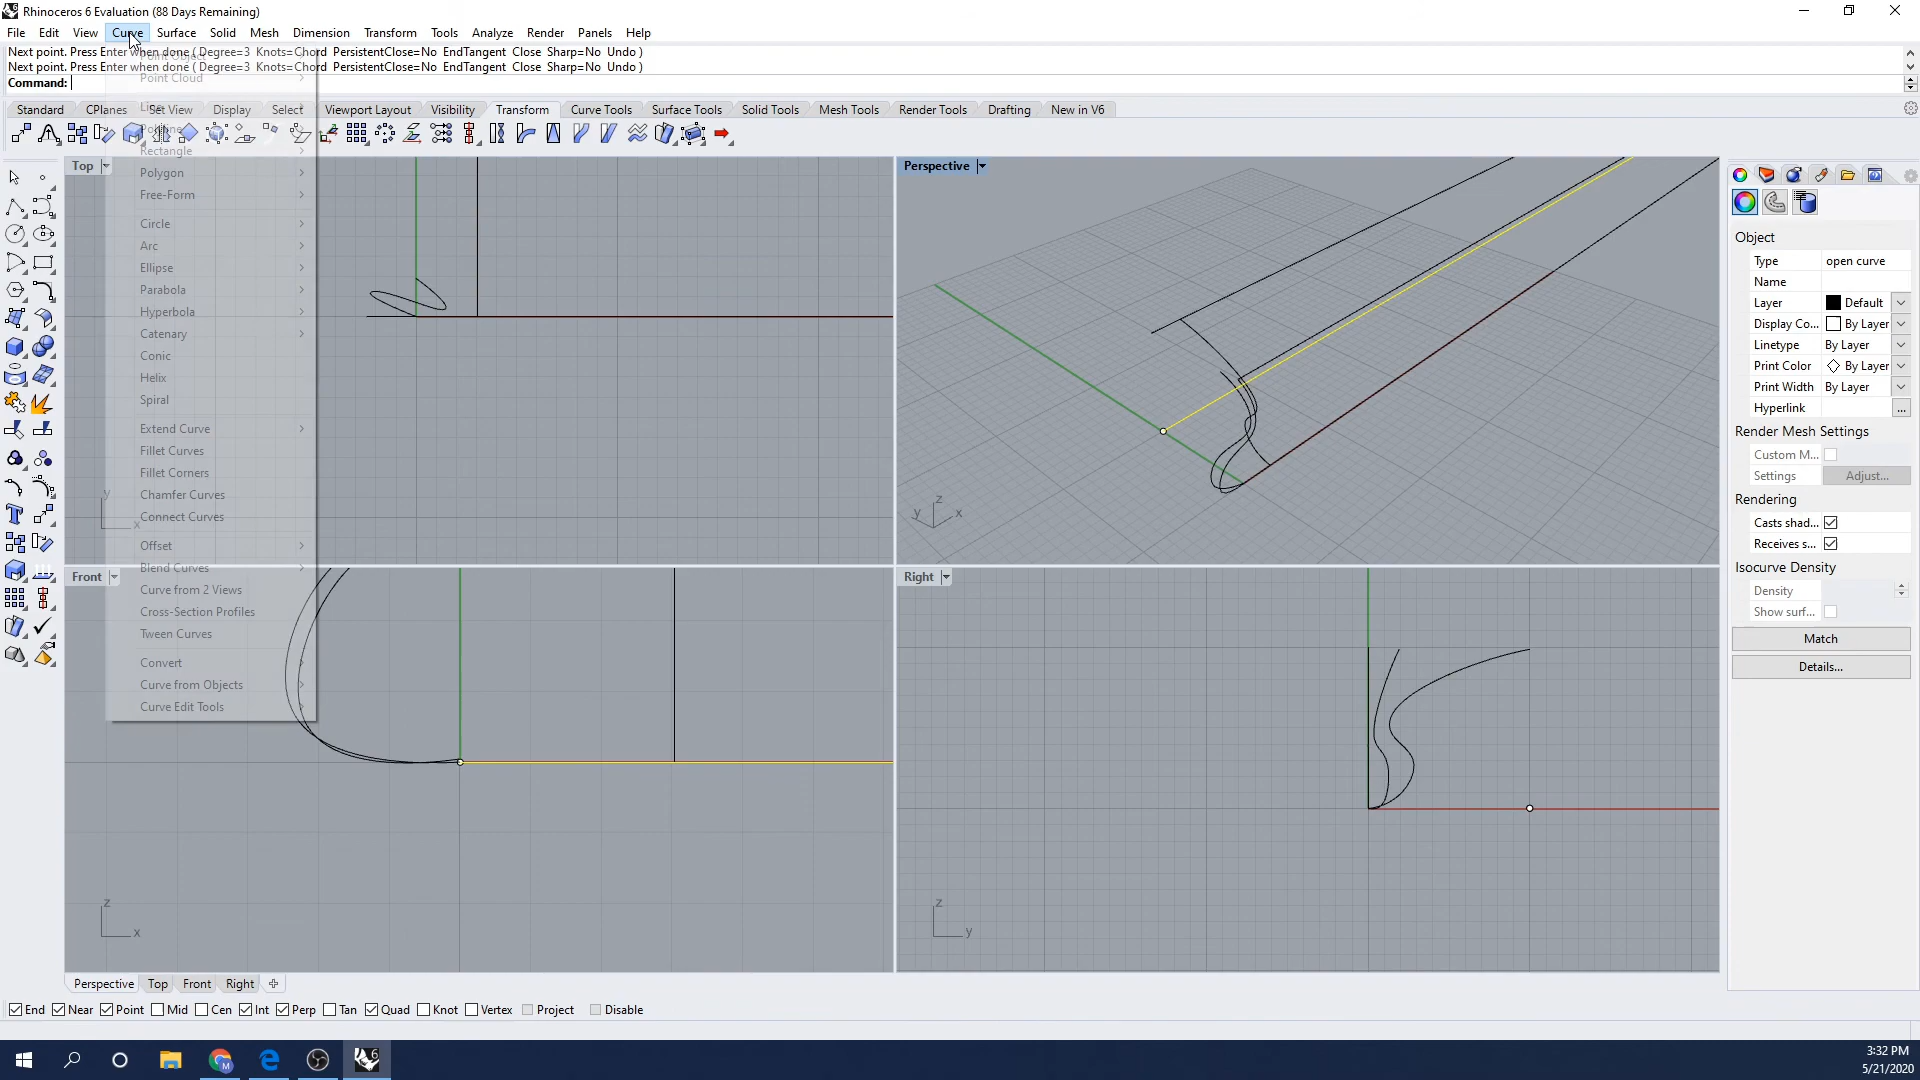 Rhinoceros 6 Evaluation (88 Days Remaining)
File Edit View Curve Surface Solid Mesh Dimension Transform Tools Analyze Render Panels Help
Next point. Press Enter when done ( Degree=3 Knots=Chord PersistentClose=No EndTangent Close Sharp=No Undo )
Next point. Press Enter when done ( Degree=3 Knots=Chord PersistentClose=No EndTangent Close Sharp=No Undo )
Command:
Point Object
Point Cloud
Standard CPlanes Set View Display Select Viewport Layout Visibility Transform Curve Tools Surface Tools Solid Tools Mesh Tools Render Tools Drafting New in V6
Line
Polyline
Rectangle
Polygon
Free-Form
Circle
Arc
Ellipse
Parabola
Hyperbola
Catenary
Conic
Helix
Spiral
Extend Curve
Fillet Curves
Fillet Corners
Chamfer Curves
Connect Curves
Offset
Blend Curves
Curve from 2 Views
Cross-Section Profiles
Tween Curves
Convert
Curve from Objects
Curve Edit Tools
Top
y
x
Perspective
z
y
x
Front
z
x
Right
z
y
Object
Type open curve
Name
Layer Default
Display Co... By Layer
Linetype By Layer
Print Color By Layer
Print Width By Layer
Hyperlink ...
Render Mesh Settings
Custom M...
Settings Adjust...
Rendering
Casts shad...
Receives s...
Isocurve Density
Density
Show surf...
Match
Details...
Perspective Top Front Right
End Near Point Mid Cen Int Perp Tan Quad Knot Vertex Project Disable
6
3:32 PM
5/21/2020